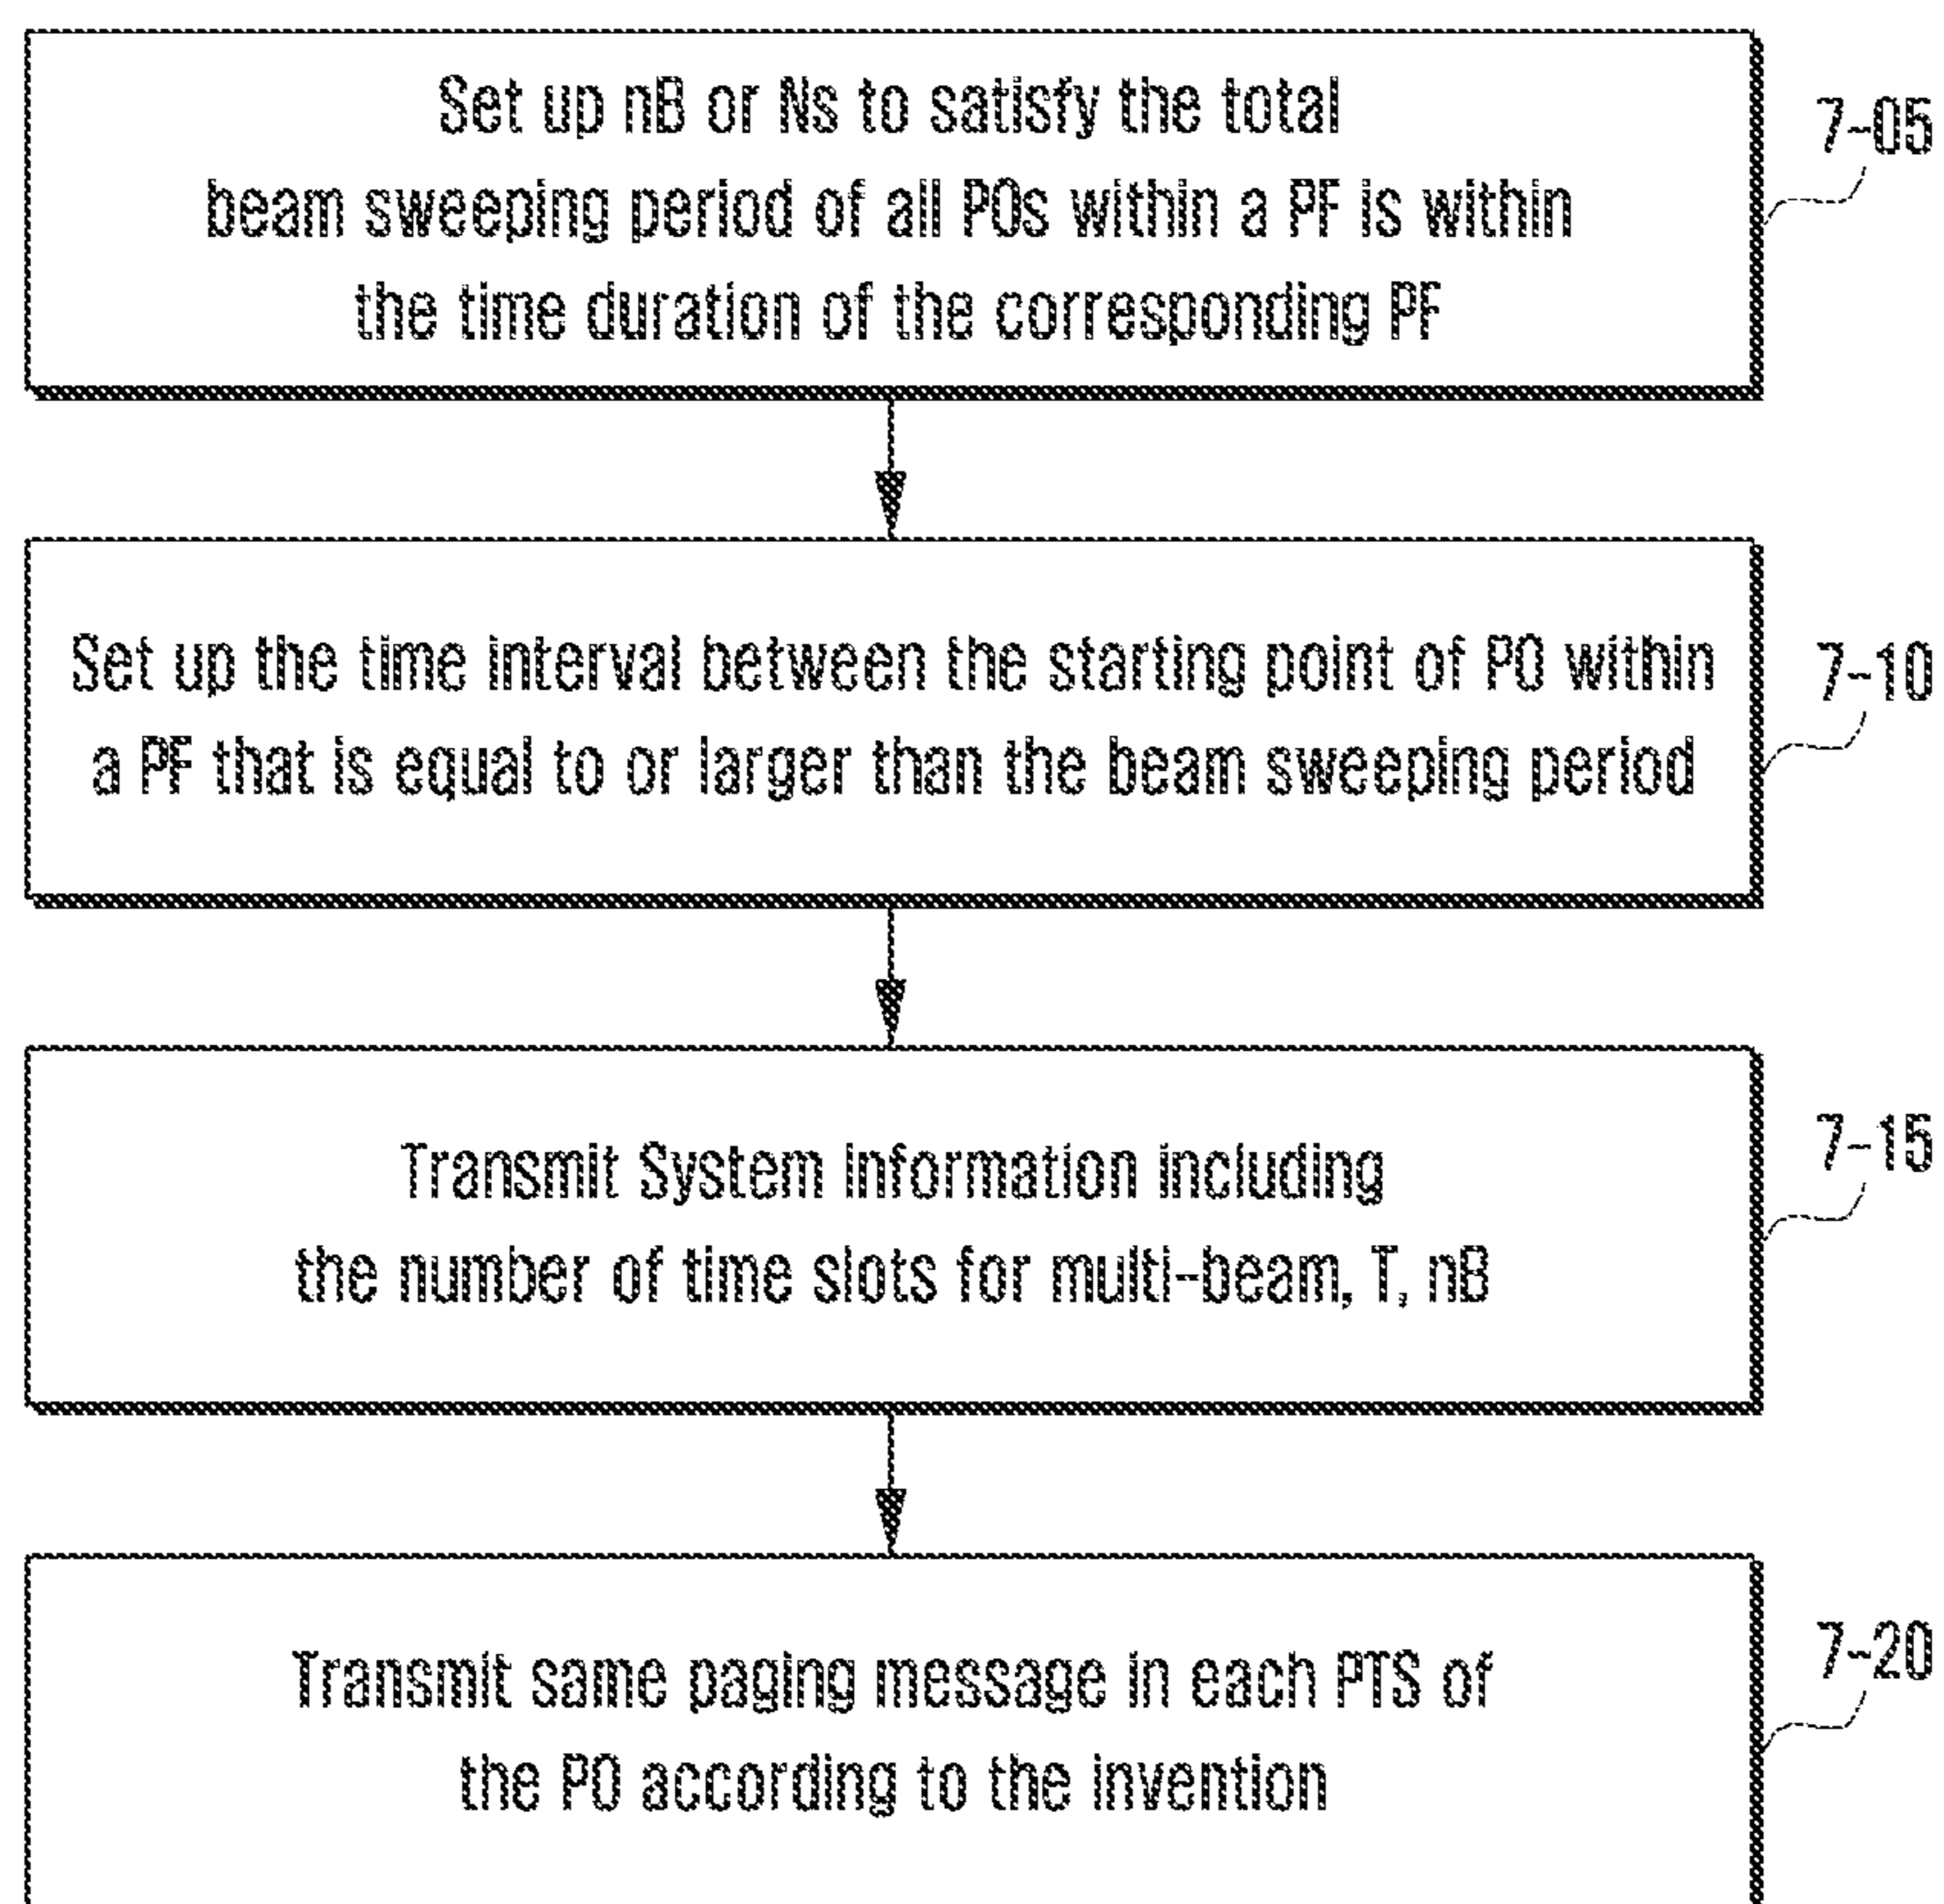 Set up nB or Ns to satisfy the total
beam sweeping period of all POs within a PF is within
the time duration of the corresponding PF
7-05
Set up the time interval between the starting point of PO within
a PF that is equal to or larger than the beam sweeping period
7-10
Transmit System Information including
the number of time slots for multi-beam, T, nB
7-15
Transmit same paging message in each PTS of
the PO according to the invention
7-20